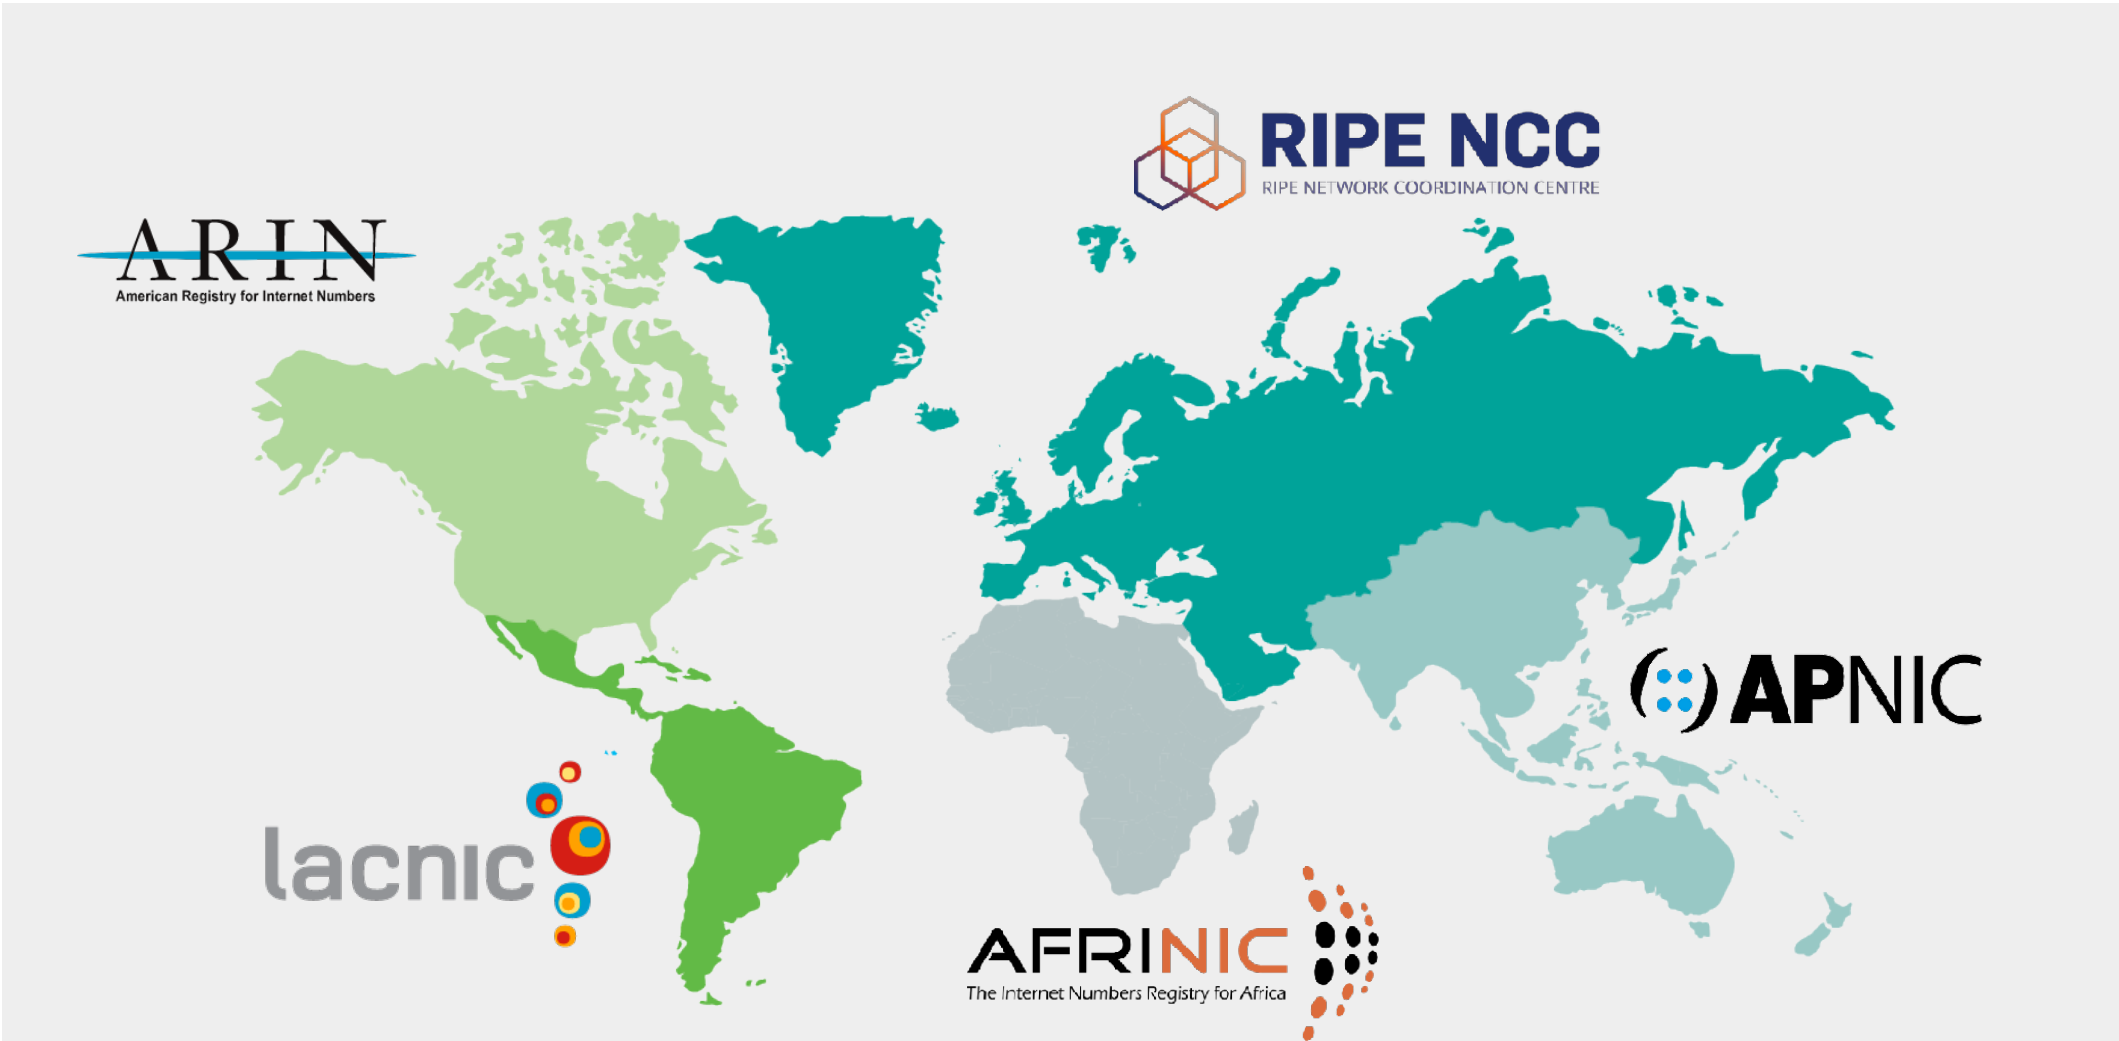 RIPE NCC
RIPE NETWORK COORDINATION CENTRE
ARIN
American Registry for Internet Numbers
APNIC
lacnic
AFRINIC
The Internet Numbers Registry for Africa